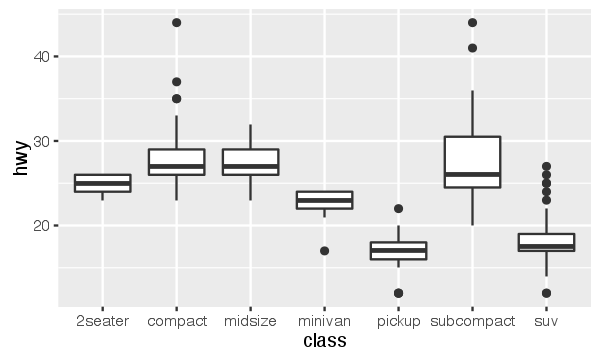 hwy
40
30
20
2seater compact midsize minivan pickup subcompact suv
class